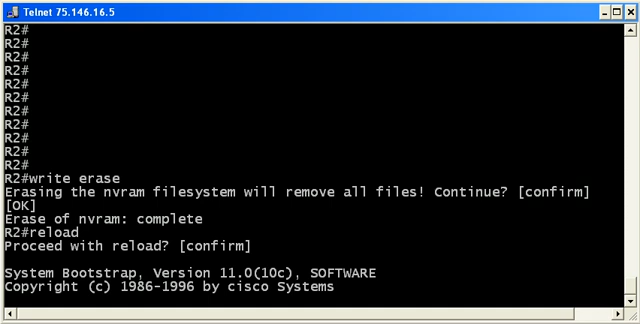 Telnet 75.146.16.5
R2#
R2#
R2#
R2#
R2#
R2#
R2#
R2#
R2#
R2#
R2#
R2#write erase
Erasing the nvram filesystem will remove all files! Continue? [confirm]
[OK]
Erase of nvram: complete
R2#reload
Proceed with reload? [confirm]
System Bootstrap, Version 11.0(10c), SOFTWARE
Copyright (c) 1986-1996 by cisco Systems